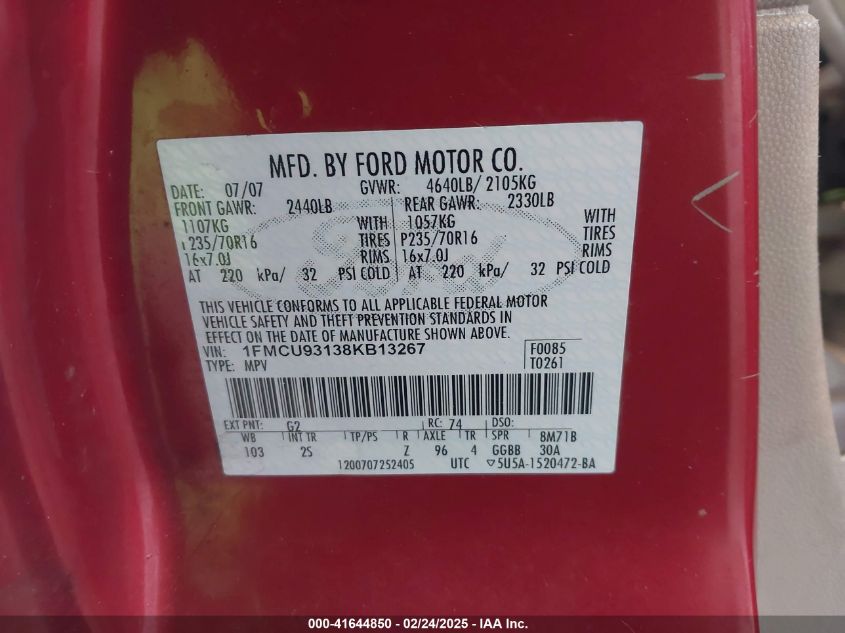 MFD. BY FORD MOTOR CO.
DATE: 07/07 GVWR: 4640LB/ 2105KG
FRONT GAWR: 2440LB REAR GAWR: 2330LB
1107KG WITH 1057KG WITH
P235/70R16 TIRES P235/70R16 TIRES
16x7.0J RIMS 16x7.0J RIMS
AT 220 kPa/ 32 PSI COLD AT 220 kPa/ 32 PSI COLD
THIS VEHICLE CONFORMS TO ALL APPLICABLE FEDERAL MOTOR
VEHICLE SAFETY AND THEFT PREVENTION STANDARDS IN
EFFECT ON THE DATE OF MANUFACTURE SHOWN ABOVE.
VIN: 1FMCU93138KB13267 F0085
TYPE: MPV T0261
EXT PNT: G2 RC: 74 DSO:
WB INT TR TP/PS R AXLE TR SPR 8M71B
103 2S Z 96 4 GGBB 30A
1200707252405 UTC ▽5U5A-1520472-BA
Ford
000-41644850 - 02/24/2025 - IAAI Inc.